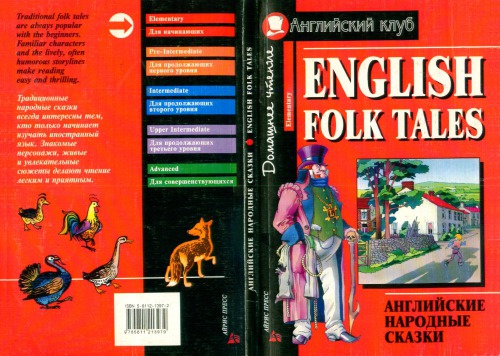 Traditional folk tales
are always popular
with the beginners.
Familiar characters
and the lively, often
humorous storylines
make reading
easy and thrilling.
Традиционные
народные сказки
всегда интересны тем,
кто только начинает
изучать иностранный
язык. Знакомые
персонажи, живые
и увлекательные
сюжеты делают чтение
легким и приятным.
Elementary
Для начинающих
Pre-Intermediate
Для продолжающих
первого уровня
Intermediate
Для продолжающих
второго уровня
Upper Intermediate
Для продолжающих
третьего уровня
Advanced
Для совершенствующихся
АЙРИС ПРЕСС
АНГЛИЙСКИЕ НАРОДНЫЕ СКАЗКИ ENGLISH FOLK TALES
АЙРИС ПРЕСС
Английский клуб
Домашнее чтение
Elementary
ENGLISH
FOLK TALES
АНГЛИЙСКИЕ
НАРОДНЫЕ
СКАЗКИ